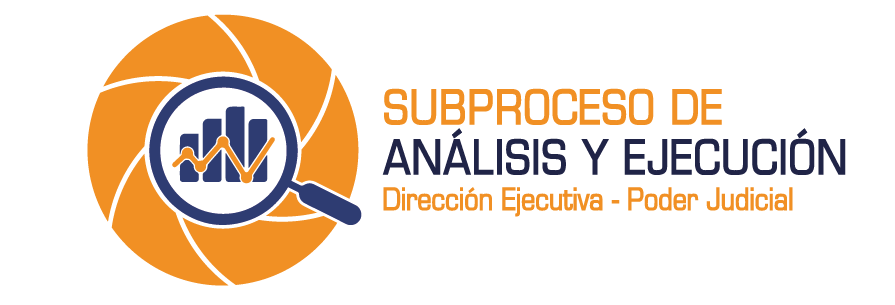 SUBPROCESO DE
ANÁLISIS Y EJECUCIÓN
Dirección Ejecutiva - Poder Judicial